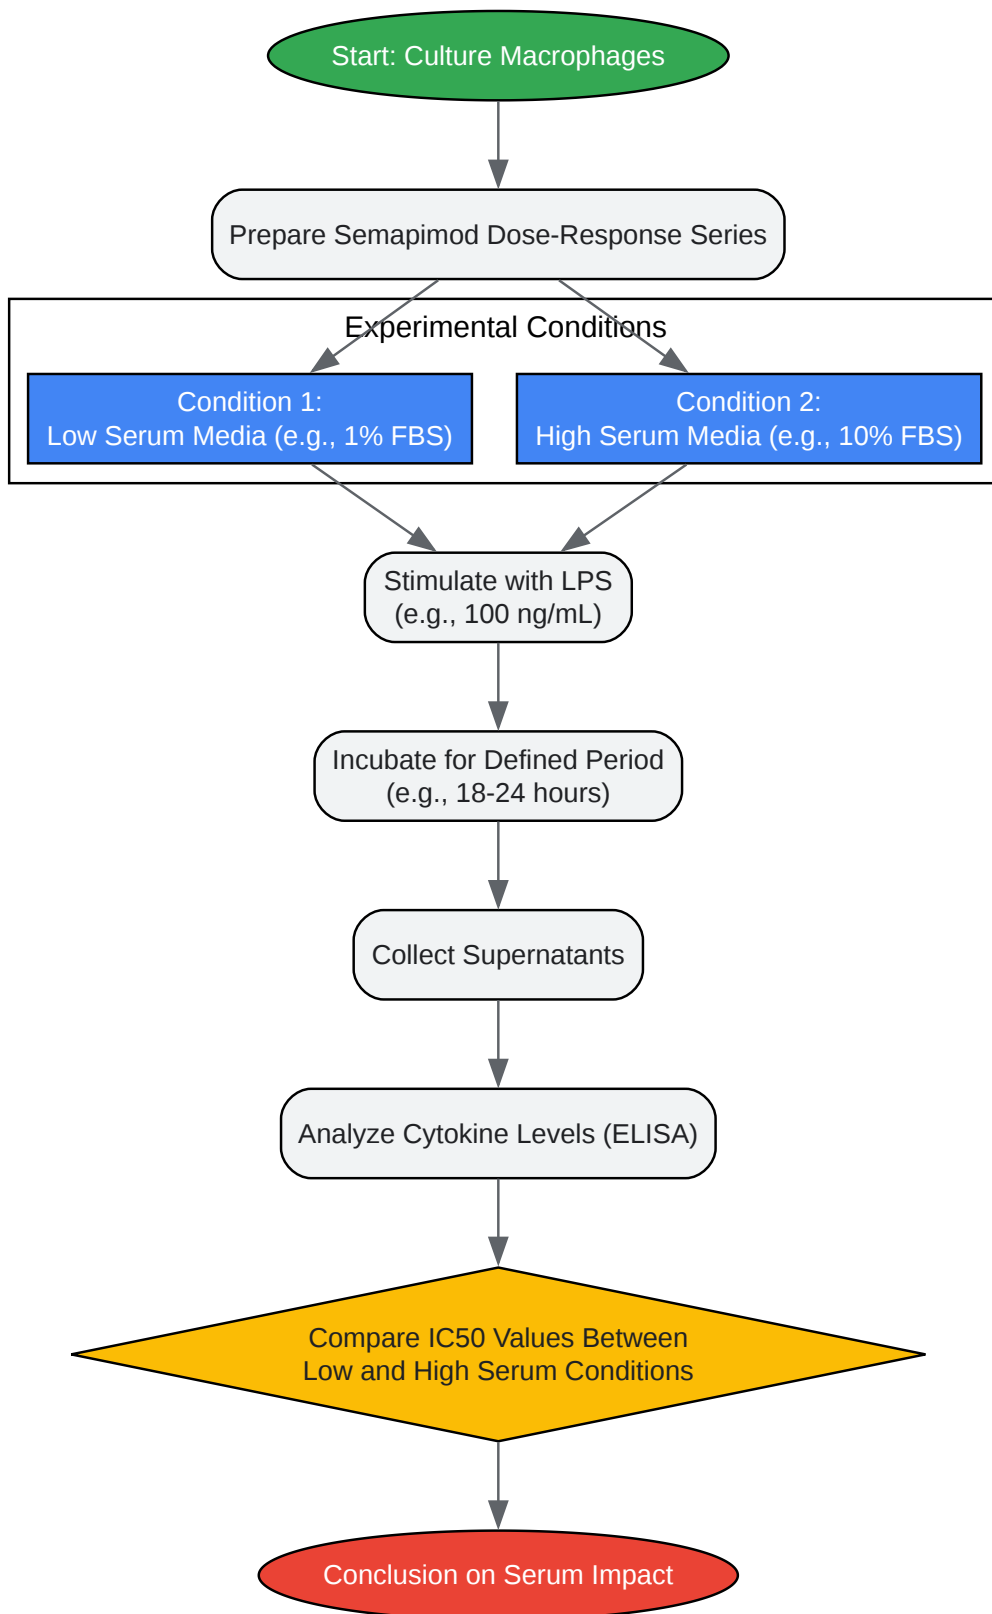 Start: Culture Macrophages
Prepare Semapimod Dose-Response Series
Experimental Conditions
Condition 1:
Low Serum Media (e.g., 1% FBS)
Condition 2:
High Serum Media (e.g., 10% FBS)
Stimulate with LPS
(e.g., 100 ng/mL)
Incubate for Defined Period
(e.g., 18-24 hours)
Collect Supernatants
Analyze Cytokine Levels (ELISA)
Compare IC50 Values Between
Low and High Serum Conditions
Conclusion on Serum Impact